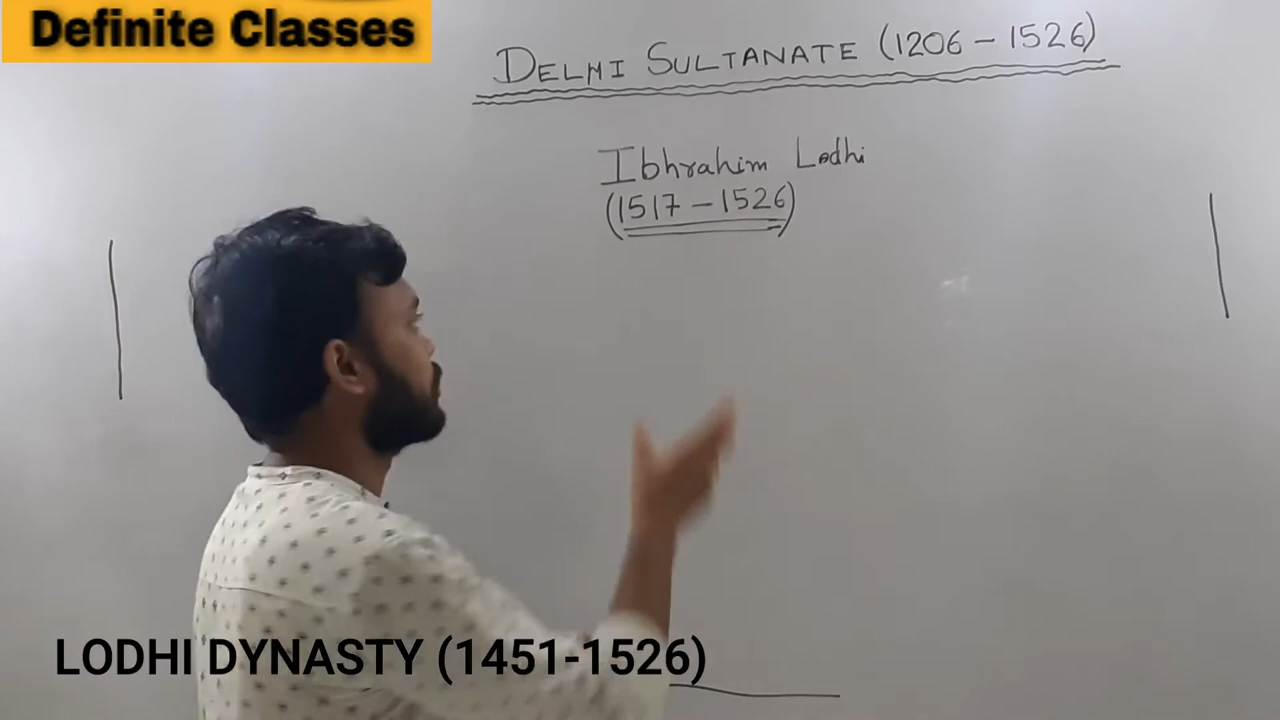 Definite Classes
DELHI SULTANATE (1206 - 1526)
Ibhrahim Lodhi
(1517 - 1526)
LODHI DYNASTY (1451-1526)